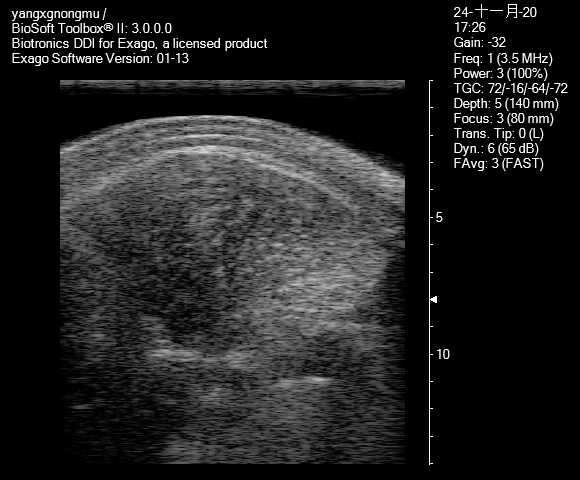 yangxgnongmu /
BioSoft Toolbox® II: 3.0.0.0
Biotronics DDI for Exago, a licensed product
Exago Software Version: 01-13
24-十一月-20
17:26
Gain: -32
Freq: 1 (3.5 MHz)
Power: 3 (100%)
TGC: 72/-16/-64/-72
Depth: 5 (140 mm)
Focus: 3 (80 mm)
Trans. Tip: 0 (L)
Dyn.: 6 (65 dB)
FAvg: 3 (FAST)
5
10